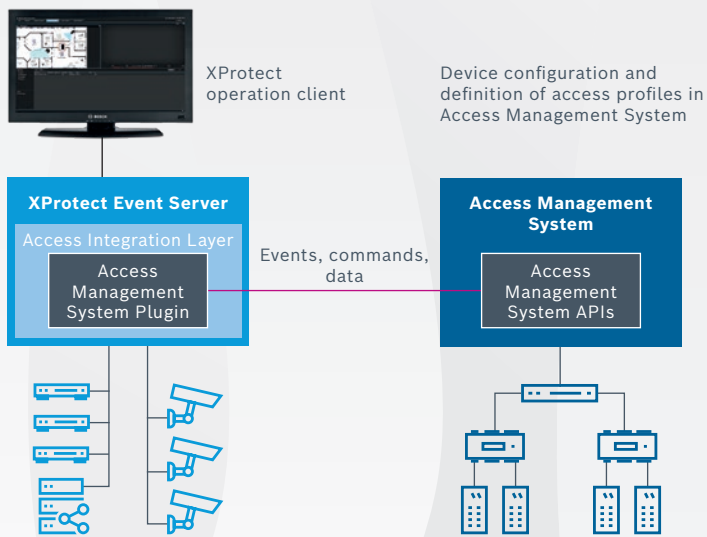 XProtect
operation client
Device configuration and
definition of access profiles in
Access Management System
BOSCH
XProtect Event Server
Access Integration Layer
Access
Management
System Plugin
Events, commands,
data
Access Management
System
Access
Management
System APIs